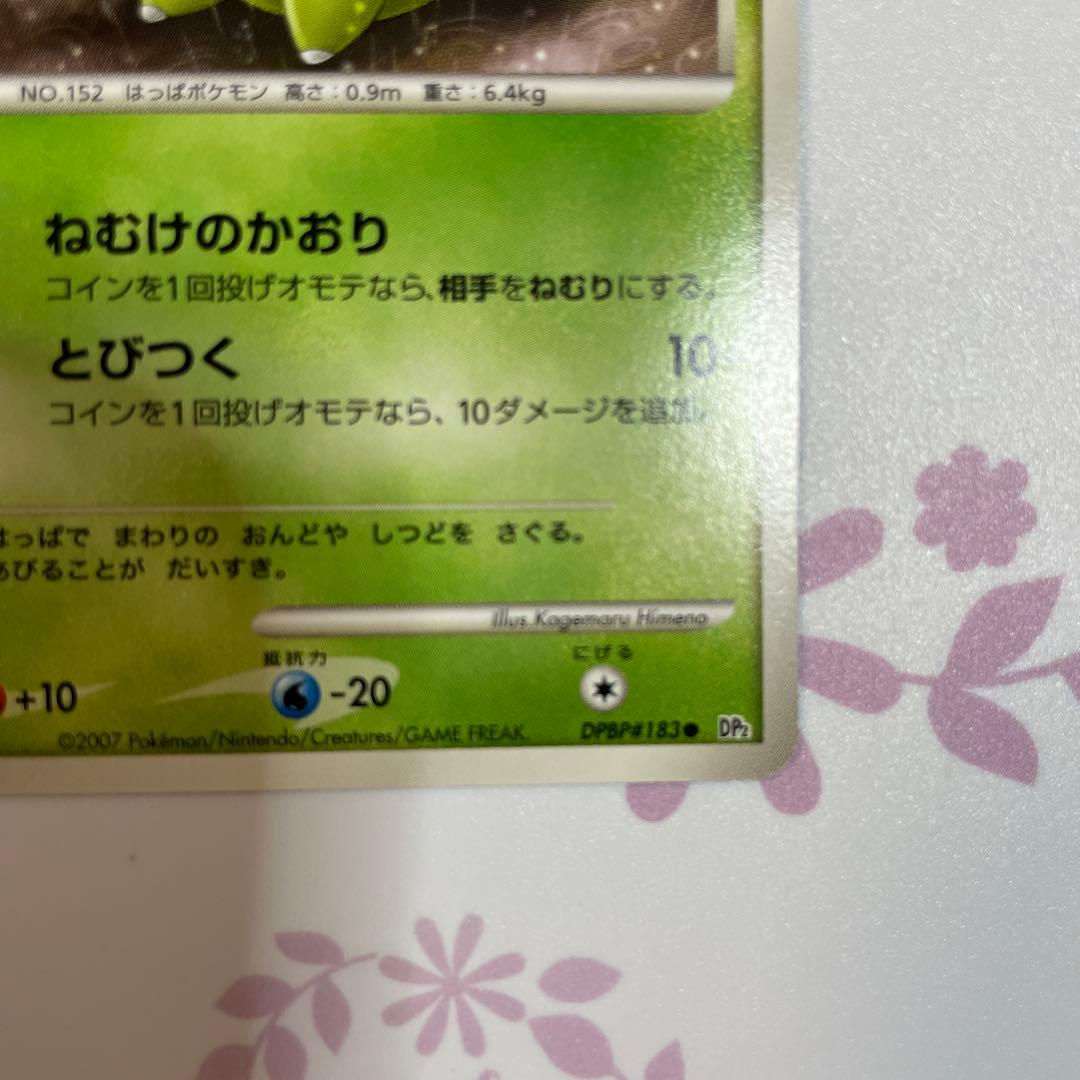 NO.152 はっぱポケモン 高さ:0.9m 重さ:6.4kg
ねむけのかおり
コインを1回投げオモテなら、相手をねむりにする。
とびつく 10
コインを1回投げオモテなら、10ダメージを追加。
はっぱで まわりの おんどや しつどを さぐる。
あびることが だいすき。
illus. Kagemaru Himeno
抵抗力 にげる
+10 -20
©2007 Pokémon/Nintendo/Creatures/GAME FREAK. DPBP#183● DP2